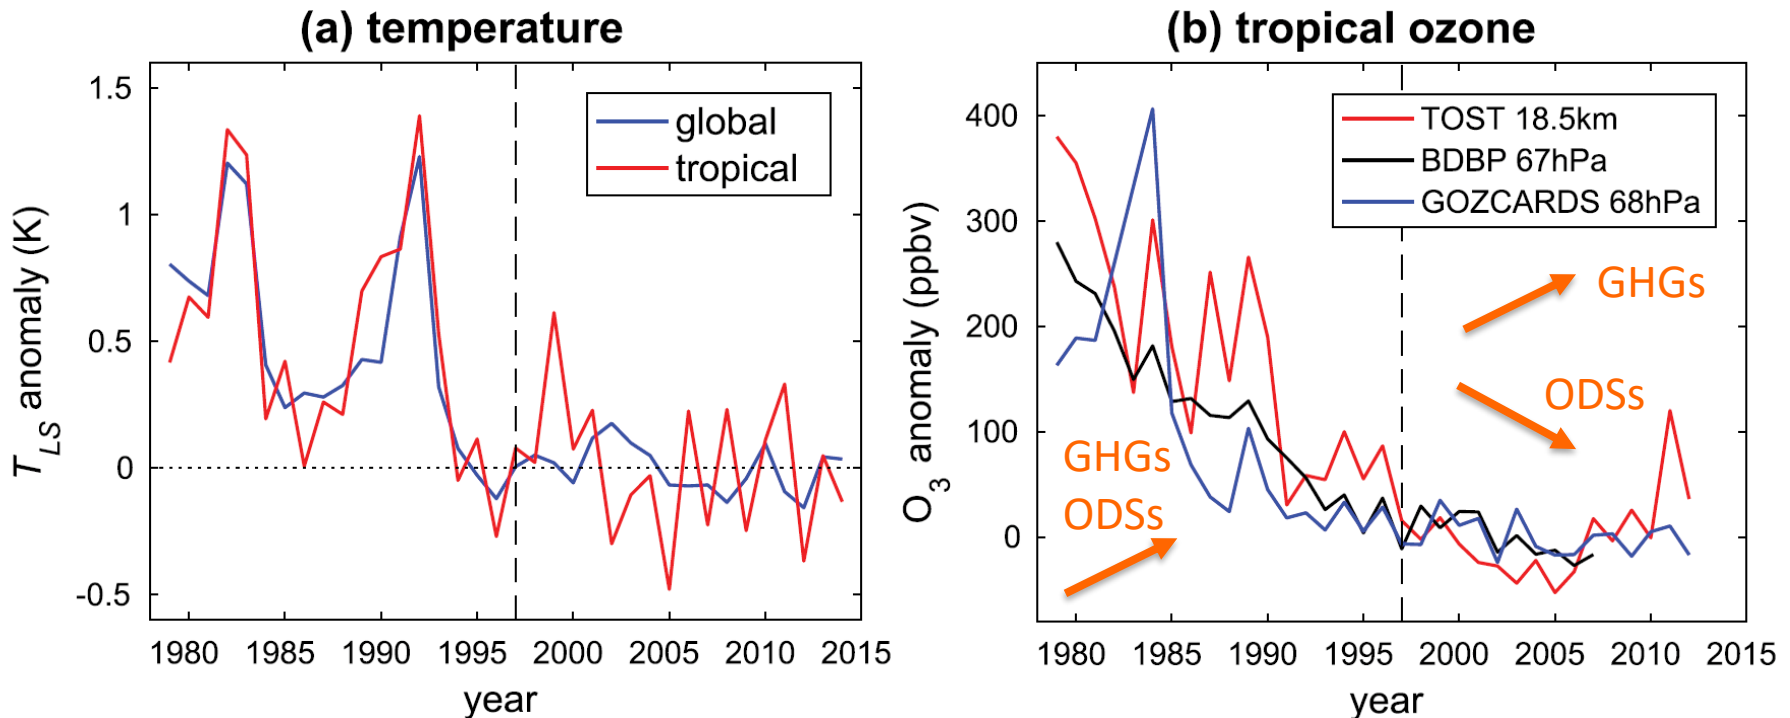 (a) temperature
1.5
1
0.5
0
-0.5
T_LS anomaly (K)
global
tropical
1980 1985 1990 1995 2000 2005 2010 2015
year
(b) tropical ozone
400
300
200
100
0
O3 anomaly (ppbv)
TOST 18.5km
BDBP 67hPa
GOZCARDS 68hPa
GHGs
ODSs
GHGs
ODSs
1980 1985 1990 1995 2000 2005 2010 2015
year